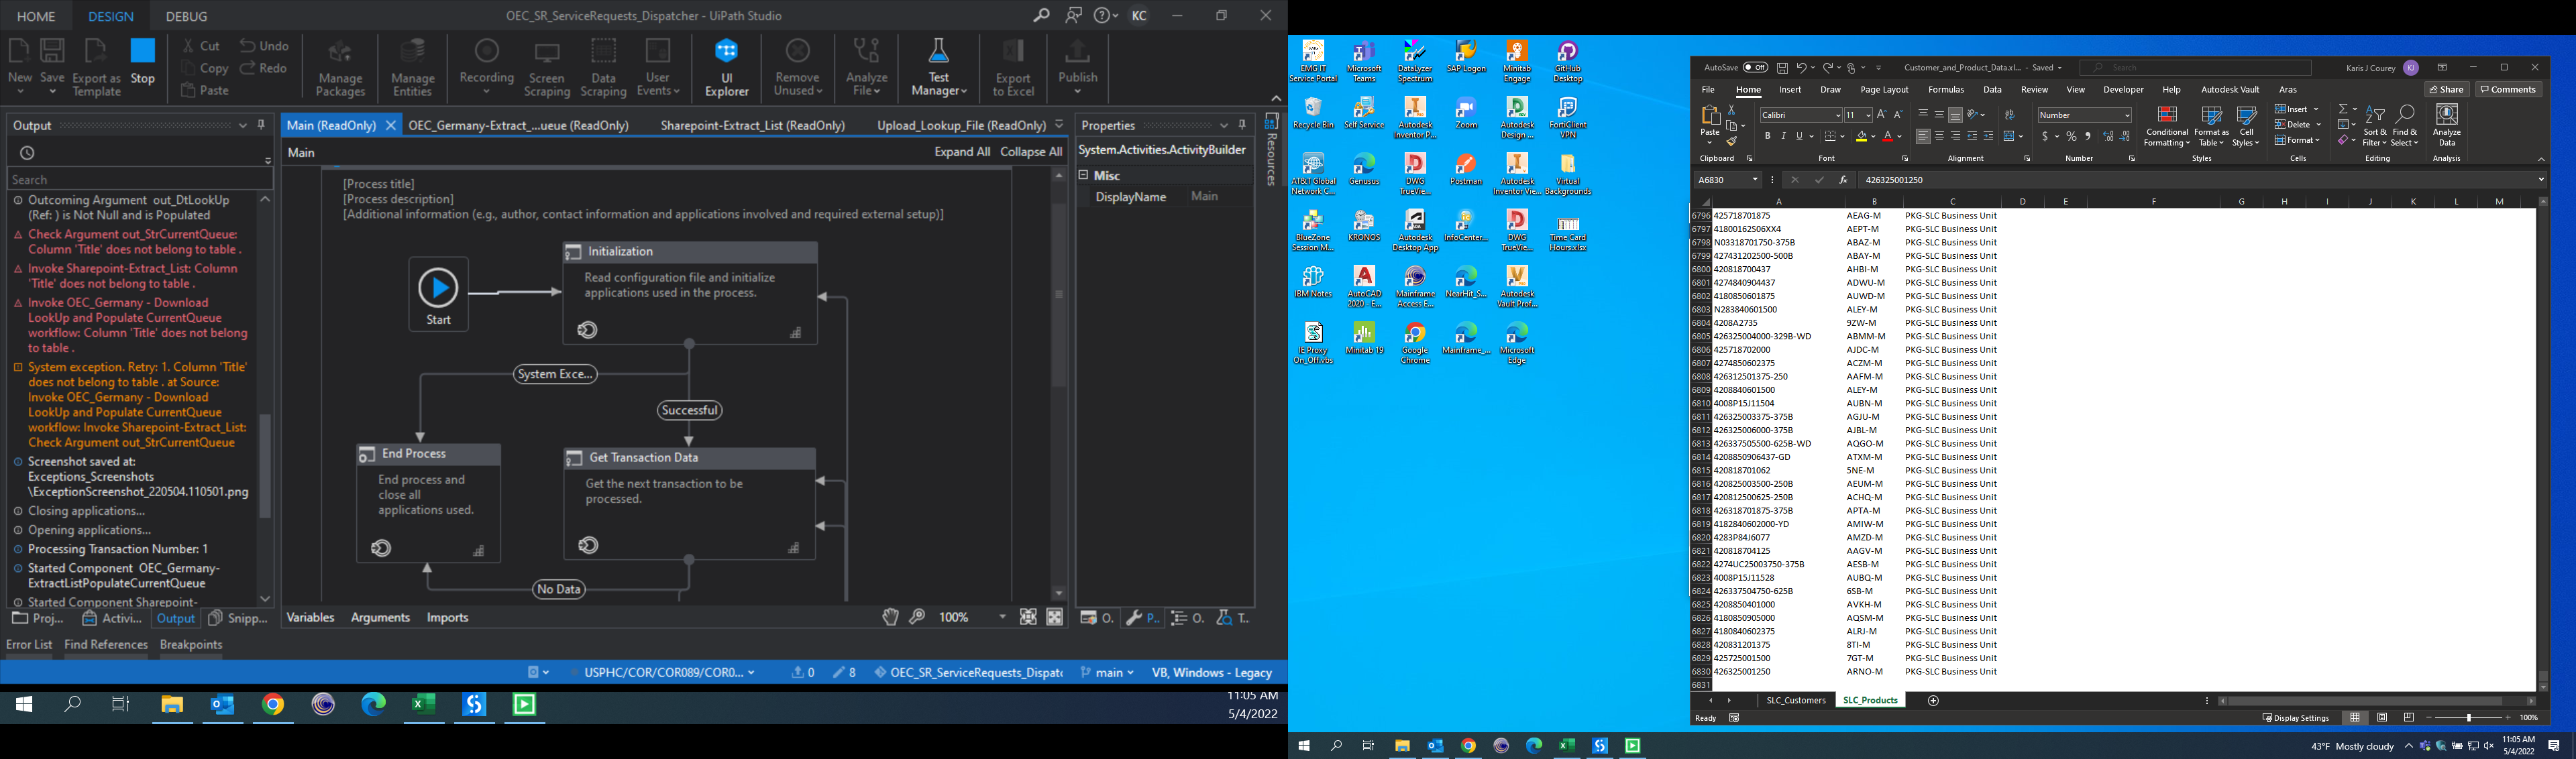 HOME DESIGN DEBUG
OEC_SR_ServiceRequests_Dispatcher - UiPath Studio
KC
New
Save
Export as Template
Stop
Cut
Copy
Paste
Undo
Redo
Manage Packages
Manage Entities
Recording
Screen Scraping
Data Scraping
User Events
UI Explorer
Remove Unused
Analyze File
Test Manager
Export to Excel
Publish
Output
Search
Outcoming Argument out_DtLookUp
(Ref: ) is Not Null and is Populated
Check Argument out_StrCurrentQueue:
Column 'Title' does not belong to table .
Invoke Sharepoint-Extract_List: Column
'Title' does not belong to table .
Invoke OEC_Germany - Download
LookUp and Populate CurrentQueue
workflow: Column 'Title' does not belong
to table .
System exception. Retry: 1. Column 'Title'
does not belong to table . at Source:
Invoke OEC_Germany - Download
LookUp and Populate CurrentQueue
workflow: Invoke Sharepoint-Extract_List:
Check Argument out_StrCurrentQueue
Screenshot saved at:
Exceptions_Screenshots
\ExceptionScreenshot_220504.110501.png
Closing applications...
Opening applications...
Processing Transaction Number: 1
Started Component OEC_Germany-
ExtractListPopulateCurrentQueue
Started Component Sharepoint-
Proj... Activi... Output Snipp...
Error List Find References Breakpoints
Main (ReadOnly) OEC_Germany-Extract_...ueue (ReadOnly) Sharepoint-Extract_List (ReadOnly) Upload_Lookup_File (ReadOnly)
Main
Expand All Collapse All
[Process title]
[Process description]
[Additional information (e.g., author, contact information and applications involved and required external setup)]
Start
Initialization
Read configuration file and initialize
applications used in the process.
System Exce...
Successful
End Process
End process and
close all
applications used.
Get Transaction Data
Get the next transaction to be
processed.
No Data
Variables Arguments Imports
100%
Properties
System.Activities.ActivityBuilder
Misc
DisplayName Main
Resources
O. P.. O. T..
USPHC/COR/COR089/COR0...
0 8
OEC_SR_ServiceRequests_Dispatc
main
VB, Windows - Legacy
11:05 AM
5/4/2022
EMG IT Service Portal
Microsoft Teams
DataLyzer Spectrum
SAP Logon
Minitab Engage
GitHub Desktop
Recycle Bin
Self Service
Autodesk Inventor P...
Zoom
Autodesk Design ...
FortiClient VPN
AT&T Global Network C...
Genusus
DWG TrueVie...
Postman
Autodesk Inventor Vie...
Virtual Backgrounds
BlueZone Session M...
KRONOS
Autodesk Desktop App
InfoCenter...
DWG TrueVie...
Time Card Hours.xlsx
IBM Notes
AutoCAD 2020 - E...
Mainframe Access E...
NearHit_S...
Autodesk Vault Prof...
IE Proxy On_Off.vbs
Minitab 19
Google Chrome
Mainframe_...
Microsoft Edge
AutoSave Off
Customer_and_Product_Data.xl... - Saved
Search
Karis J Courey
KJ
File Home Insert Draw Page Layout Formulas Data Review View Developer Help Autodesk Vault Aras
Share Comments
Paste
Calibri 11
B I U
Number
Conditional Formatting
Format as Table
Cell Styles
Insert
Delete
Format
Sort & Filter
Find & Select
Analyze Data
Clipboard Font Alignment Number Styles Cells Editing Analysis
A6830 fx 426325001250
A B C D E F G H I J K L M
6796 425718701875 AEAG-M PKG-SLC Business Unit
6797 41800162506XX4 AEPT-M PKG-SLC Business Unit
6798 N03318701750-375B ABAZ-M PKG-SLC Business Unit
6799 427431202500-500B ABAY-M PKG-SLC Business Unit
6800 420818700437 AHBI-M PKG-SLC Business Unit
6801 4274840904437 ADWU-M PKG-SLC Business Unit
6802 4180850601875 AUWD-M PKG-SLC Business Unit
6803 N283840601500 ALEY-M PKG-SLC Business Unit
6804 4208A2735 9ZW-M PKG-SLC Business Unit
6805 426325004000-329B-WD ABMM-M PKG-SLC Business Unit
6806 425718702000 AJDC-M PKG-SLC Business Unit
6807 4274850602375 ACZM-M PKG-SLC Business Unit
6808 426312501375-250 AAFM-M PKG-SLC Business Unit
6809 4208840601500 ALEY-M PKG-SLC Business Unit
6810 4008P15J11504 AUBN-M PKG-SLC Business Unit
6811 426325003375-375B AGJU-M PKG-SLC Business Unit
6812 426325006000-375B AJBL-M PKG-SLC Business Unit
6813 426337505500-625B-WD AQGO-M PKG-SLC Business Unit
6814 4208850906437-GD ATXM-M PKG-SLC Business Unit
6815 420818701062 5NE-M PKG-SLC Business Unit
6816 420825003500-250B AEUM-M PKG-SLC Business Unit
6817 420812500625-250B ACHQ-M PKG-SLC Business Unit
6818 426318701875-375B APTA-M PKG-SLC Business Unit
6819 4182840602000-YD AMIW-M PKG-SLC Business Unit
6820 4283P84J6077 AMZD-M PKG-SLC Business Unit
6821 420818704125 AAGV-M PKG-SLC Business Unit
6822 4274UC25003750-375B AESB-M PKG-SLC Business Unit
6823 4008P15J11528 AUBQ-M PKG-SLC Business Unit
6824 426337504750-625B 6SB-M PKG-SLC Business Unit
6825 4208850401000 AVKH-M PKG-SLC Business Unit
6826 4180850905000 AQSM-M PKG-SLC Business Unit
6827 4180840602375 ALRJ-M PKG-SLC Business Unit
6828 420831201375 8TI-M PKG-SLC Business Unit
6829 425725001500 7GT-M PKG-SLC Business Unit
6830 426325001250 ARNO-M PKG-SLC Business Unit
6831
SLC_Customers SLC_Products
Ready
Display Settings
100%
43°F Mostly cloudy
11:05 AM
5/4/2022